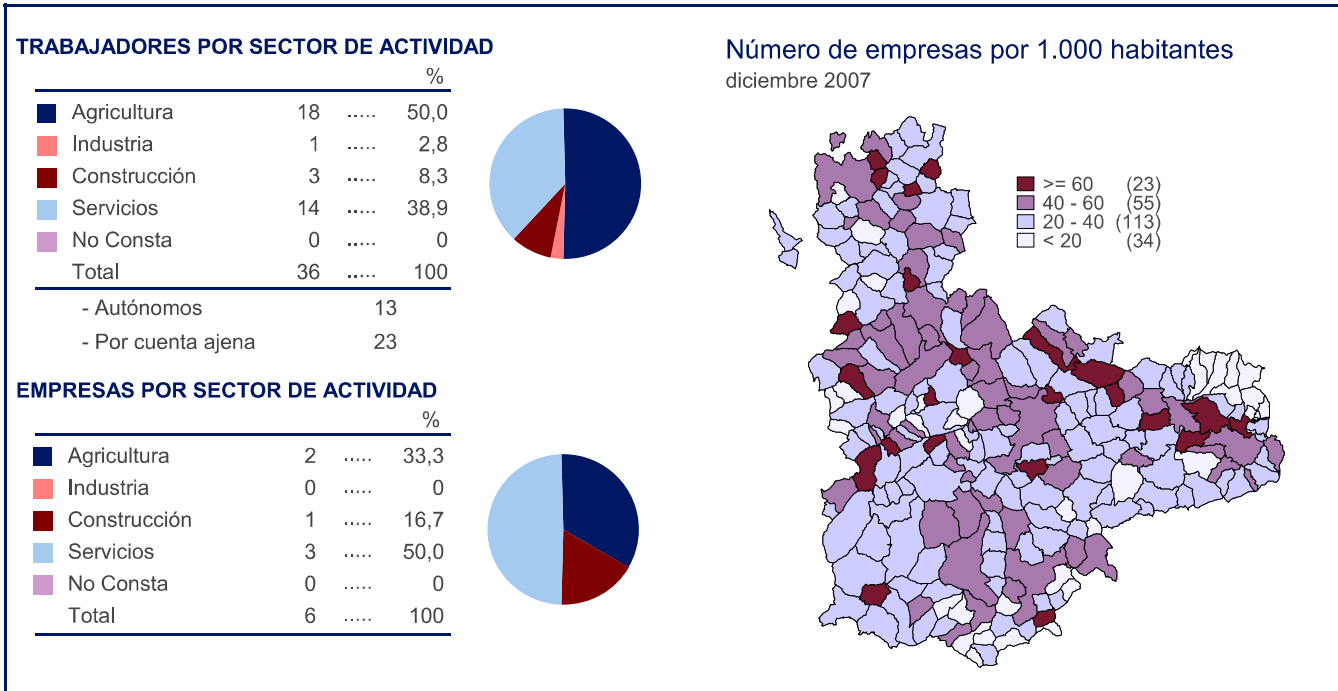 TRABAJADORES POR SECTOR DE ACTIVIDAD
%
Agricultura 18 ..... 50,0
Industria 1 ..... 2,8
Construcción 3 ..... 8,3
Servicios 14 ..... 38,9
No Consta 0 ..... 0
Total 36 ..... 100
- Autónomos 13
- Por cuenta ajena 23
EMPRESAS POR SECTOR DE ACTIVIDAD
%
Agricultura 2 ..... 33,3
Industria 0 ..... 0
Construcción 1 ..... 16,7
Servicios 3 ..... 50,0
No Consta 0 ..... 0
Total 6 ..... 100
Número de empresas por 1.000 habitantes
diciembre 2007
>= 60 (23)
40 - 60 (55)
20 - 40 (113)
< 20 (34)